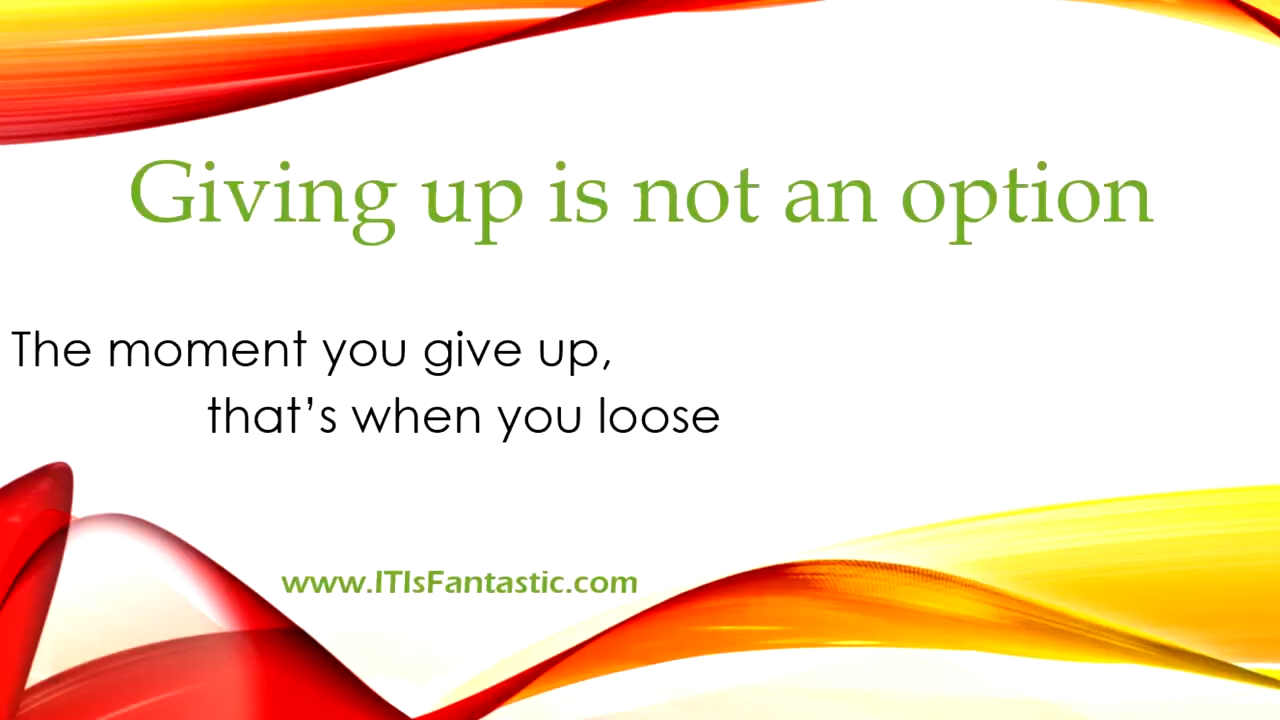 Giving up is not an option
The moment you give up,
that’s when you loose
www.ITIsFantastic.com